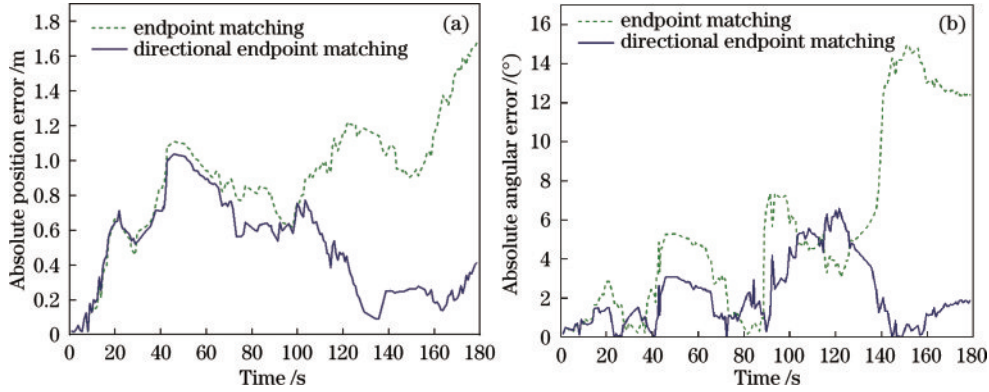 (a)
endpoint matching
directional endpoint matching
Absolute position error /m
1.8
1.6
1.4
1.2
1.0
0.8
0.6
0.4
0.2
0
0 20 40 60 80 100 120 140 160 180
Time /s
(b)
endpoint matching
directional endpoint matching
Absolute angular error /(°)
16
14
12
10
8
6
4
2
0
0 20 40 60 80 100 120 140 160 180
Time /s